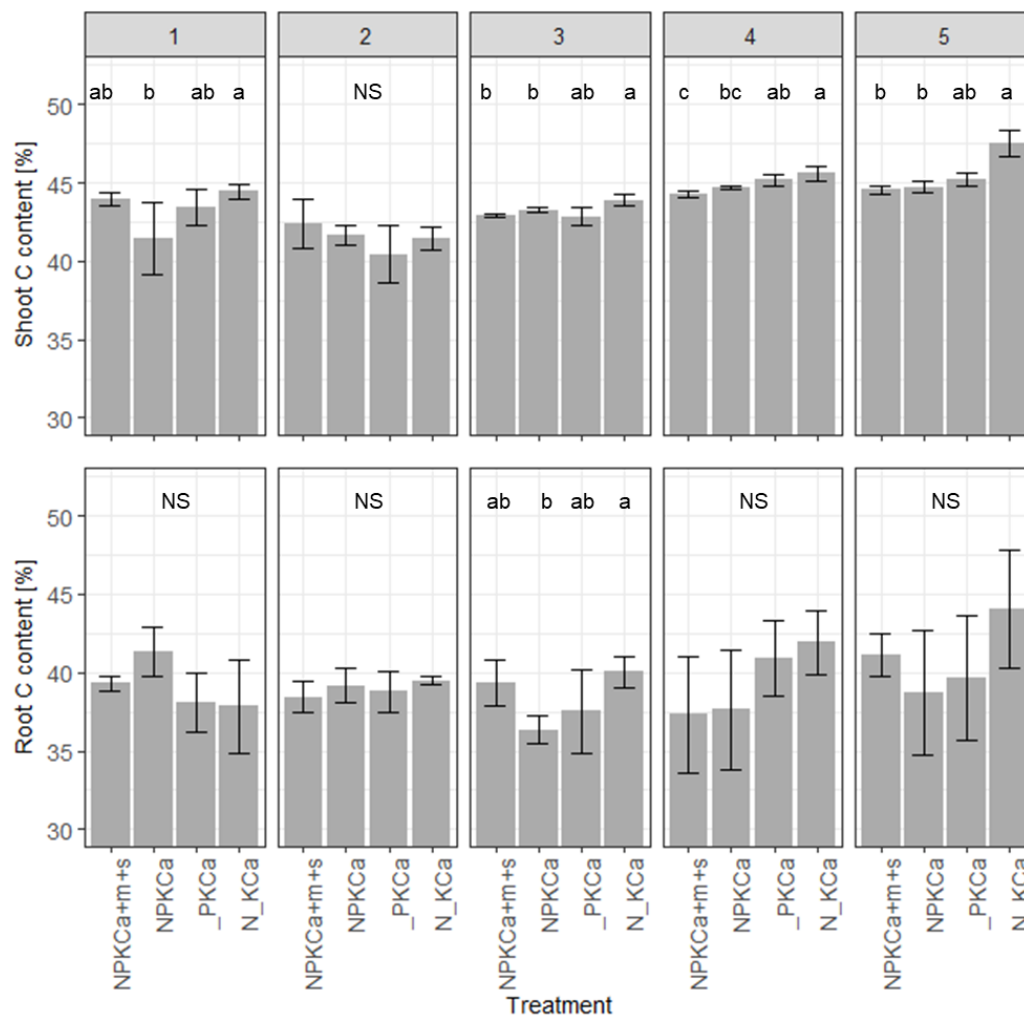 1 2 3 4 5
ab b ab a NS b b ab a c bc ab a b b ab a
Shoot C content [%]
50
45
40
35
30
NS NS ab b ab a NS NS
Root C content [%]
50
45
40
35
30
NPKCa+m+s NPKCa _PKCa N_KCa NPKCa+m+s NPKCa _PKCa N_KCa NPKCa+m+s NPKCa _PKCa N_KCa NPKCa+m+s NPKCa _PKCa N_KCa NPKCa+m+s NPKCa _PKCa N_KCa
Treatment